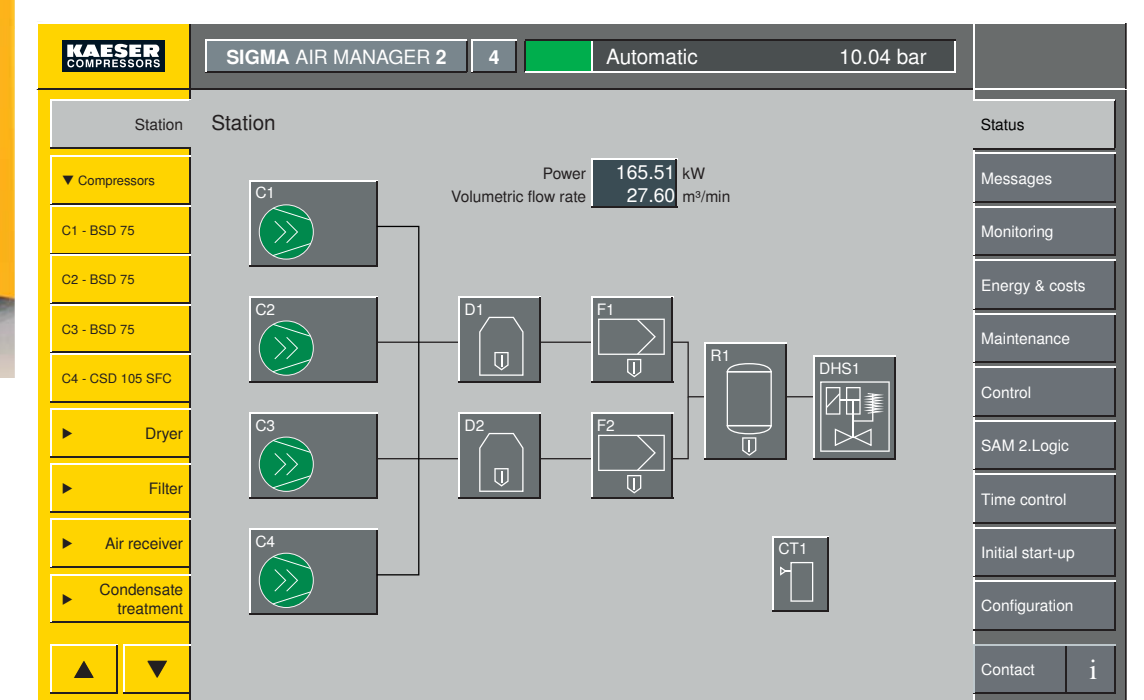 KAESER
COMPRESSORS
SIGMA AIR MANAGER 2
4
Automatic
10.04 bar
Station
▼ Compressors
C1 - BSD 75
C2 - BSD 75
C3 - BSD 75
C4 - CSD 105 SFC
Dryer
Filter
Air receiver
Condensate
treatment
Station
Power 165.51 kW
Volumetric flow rate 27.60 m³/min
C1
C2
C3
C4
D1
D2
F1
F2
R1
DHS1
CT1
Status
Messages
Monitoring
Energy & costs
Maintenance
Control
SAM 2.Logic
Time control
Initial start-up
Configuration
Contact
i